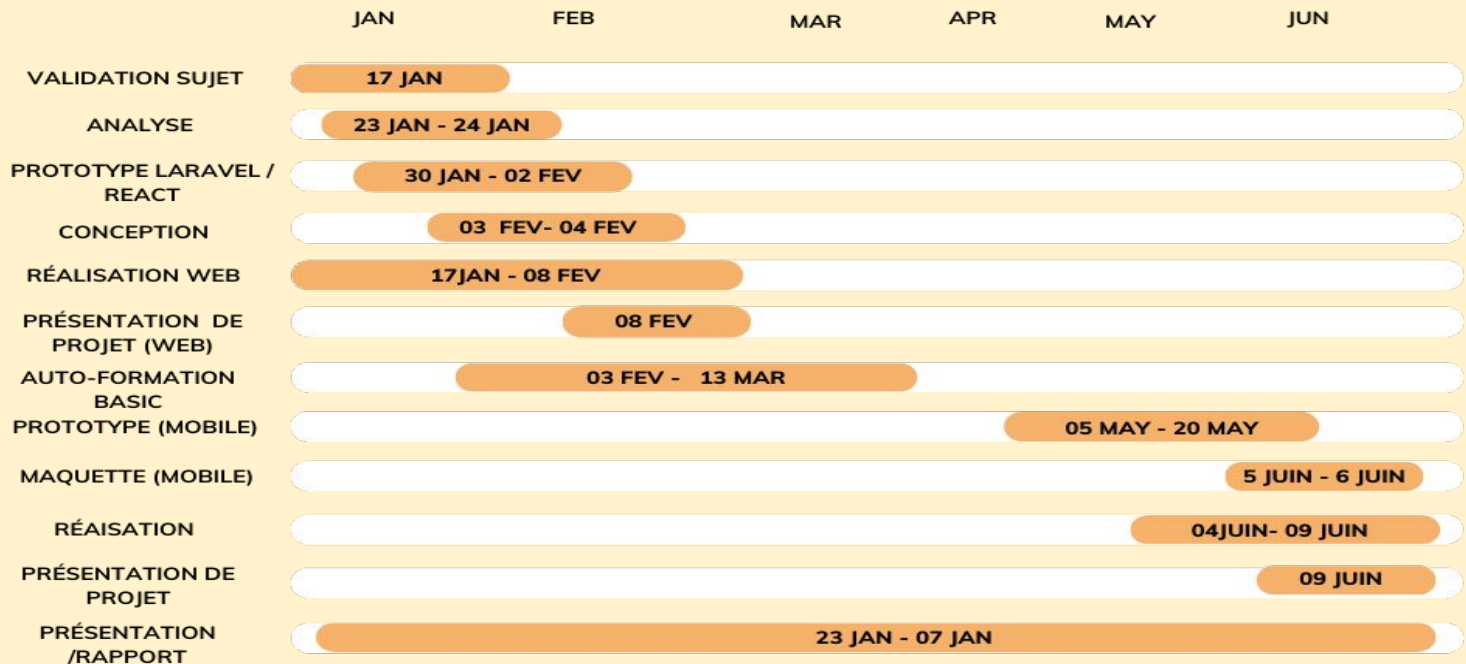 JAN FEB MAR APR MAY JUN
VALIDATION SUJET 17 JAN
ANALYSE 23 JAN - 24 JAN
PROTOTYPE LARAVEL /
REACT
30 JAN - 02 FEV
CONCEPTION 03 FEV- 04 FEV
RÉALISATION WEB 17JAN - 08 FEV
PRÉSENTATION DE
PROJET (WEB)
08 FEV
AUTO-FORMATION
BASIC
03 FEV - 13 MAR
PROTOTYPE (MOBILE) 05 MAY - 20 MAY
MAQUETTE (MOBILE) 5 JUIN - 6 JUIN
RÉAISATION 04JUIN- 09 JUIN
PRÉSENTATION DE
PROJET
09 JUIN
PRÉSENTATION
/RAPPORT
23 JAN - 07 JAN